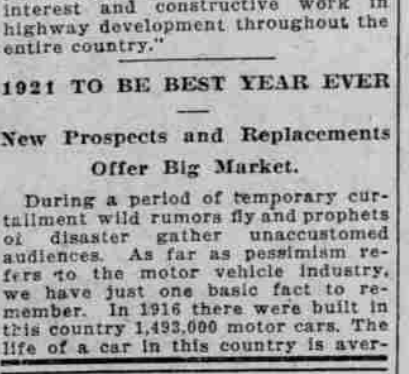 interest and constructive work in
highway development throughout the
entire country."
1921 TO BE BEST YEAR EVER
New Prospects and Replacements
Offer Big Market.
During a period of temporary cur-
tailment wild rumors fly and prophets
of disaster gather unaccustomed
audiences. As far as pessimism re-
fers to the motor vehicle industry,
we have just one basic fact to re-
member. In 1916 there were built in
this country 1,493,000 motor cars. The
life of a car in this country is aver-